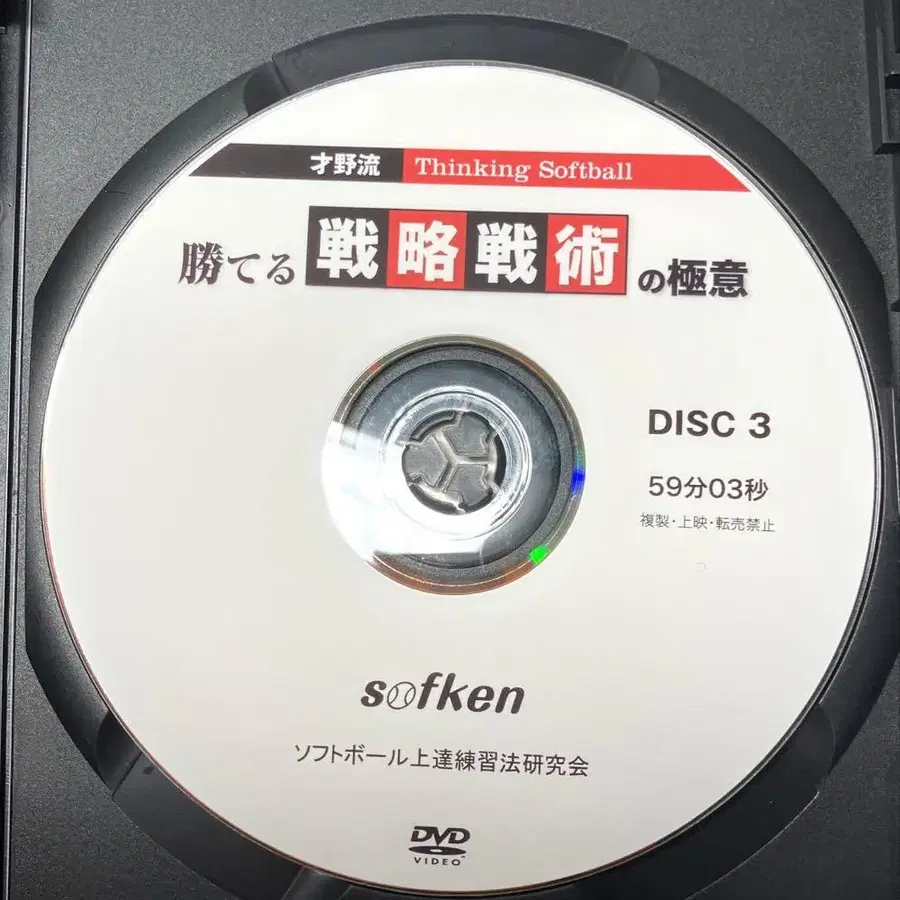 才野流 Thinking Softball
勝てる戦略戦術の極意
DISC 3
59分03秒
複製・上映・転売禁止
sofken
ソフトボール上達練習法研究会
DVD
VIDEO